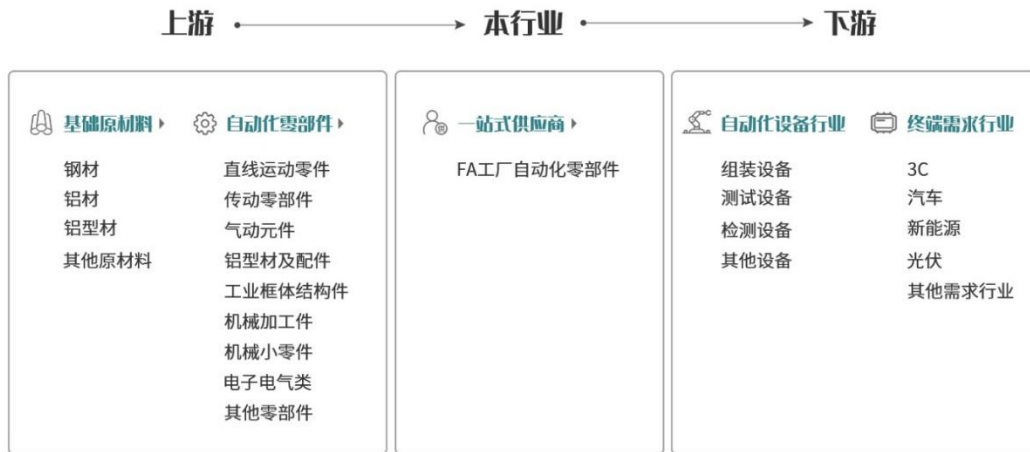 上游
本行业
下游
基础原材料
钢材
铝材
铝型材
其他原材料
自动化零部件
直线运动零件
传动零部件
气动元件
铝型材及配件
工业框体结构件
机械加工件
机械小零件
电子电气类
其他零部件
一站式供应商
FA工厂自动化零部件
自动化设备行业
组装设备
测试设备
检测设备
其他设备
终端需求行业
3C
汽车
新能源
光伏
其他需求行业